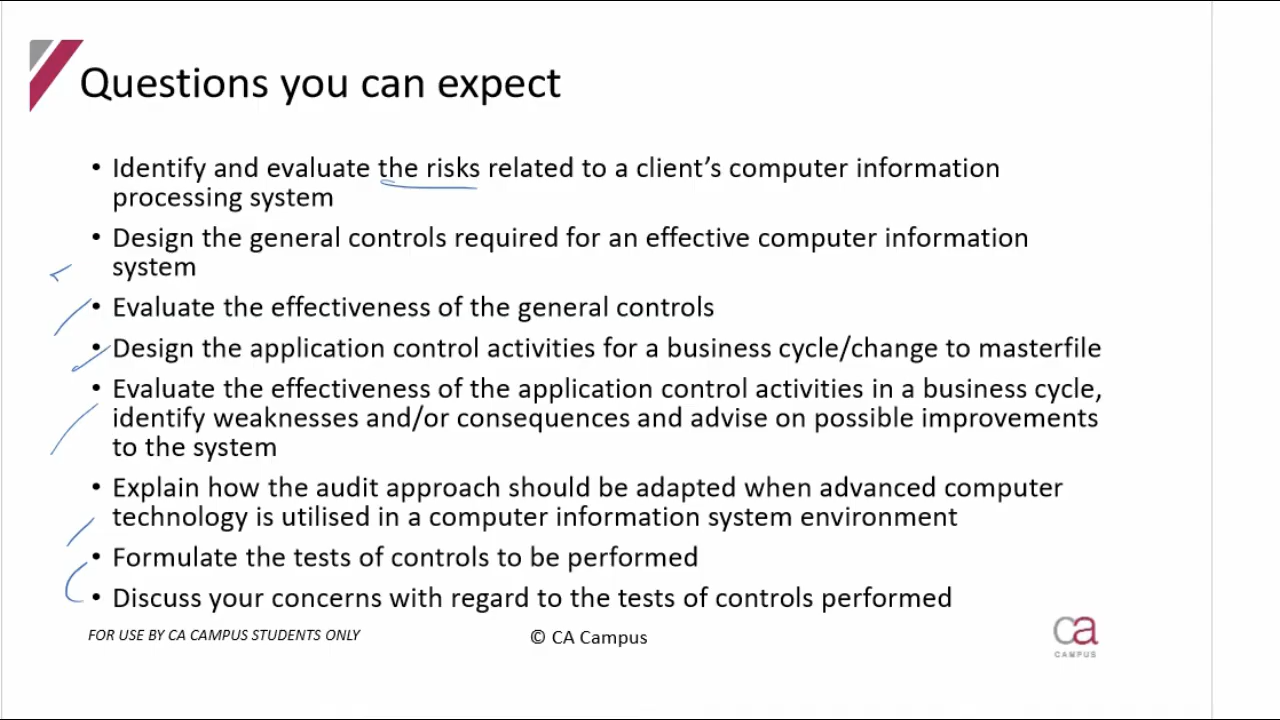 Questions you can expect
• Identify and evaluate the risks related to a client’s computer information
processing system
• Design the general controls required for an effective computer information
system
• Evaluate the effectiveness of the general controls
• Design the application control activities for a business cycle/change to masterfile
• Evaluate the effectiveness of the application control activities in a business cycle,
identify weaknesses and/or consequences and advise on possible improvements
to the system
• Explain how the audit approach should be adapted when advanced computer
technology is utilised in a computer information system environment
• Formulate the tests of controls to be performed
• Discuss your concerns with regard to the tests of controls performed
FOR USE BY CA CAMPUS STUDENTS ONLY
© CA Campus
ca
CAMPUS